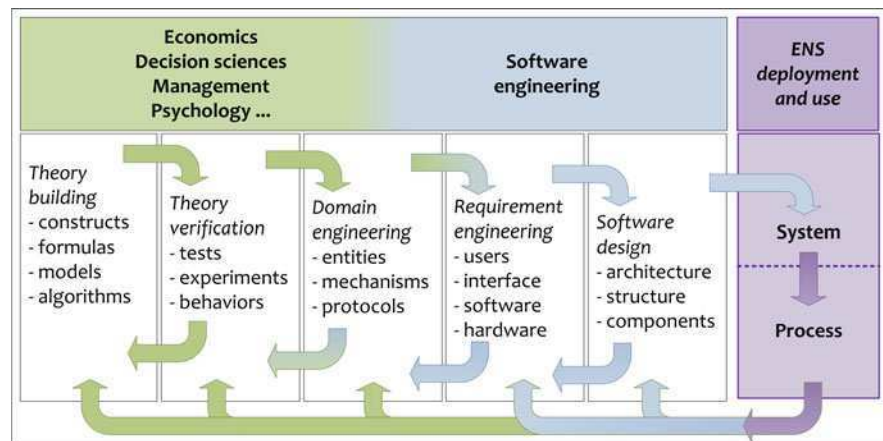 Economics
Decision sciences
Management
Psychology ...
Software
engineering
ENS
deployment
and use
Theory
building
- constructs
- formulas
- models
- algorithms
Theory
verification
- tests
- experiments
- behaviors
Domain
engineering
- entities
- mechanisms
- protocols
Requirement
engineering
- users
- interface
- software
- hardware
Software
design
- architecture
- structure
- components
System
Process